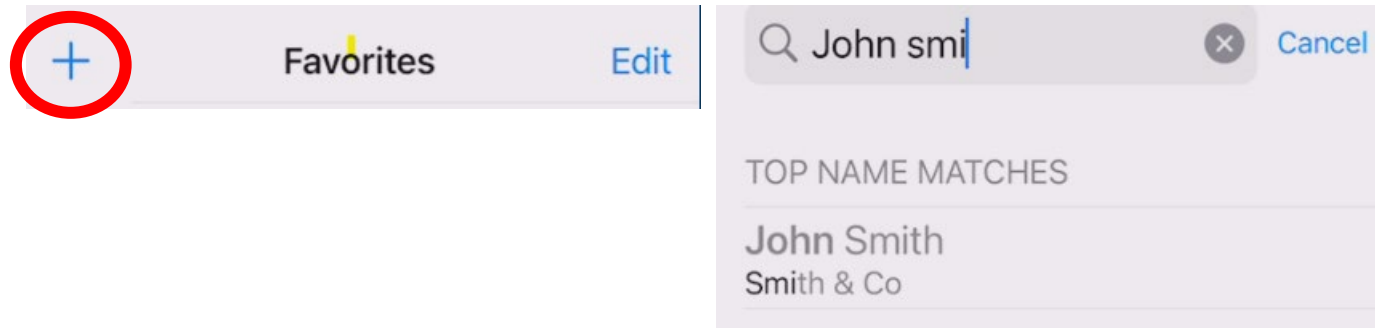 Favorites
Edit
John smi
Cancel
TOP NAME MATCHES
John Smith
Smith & Co